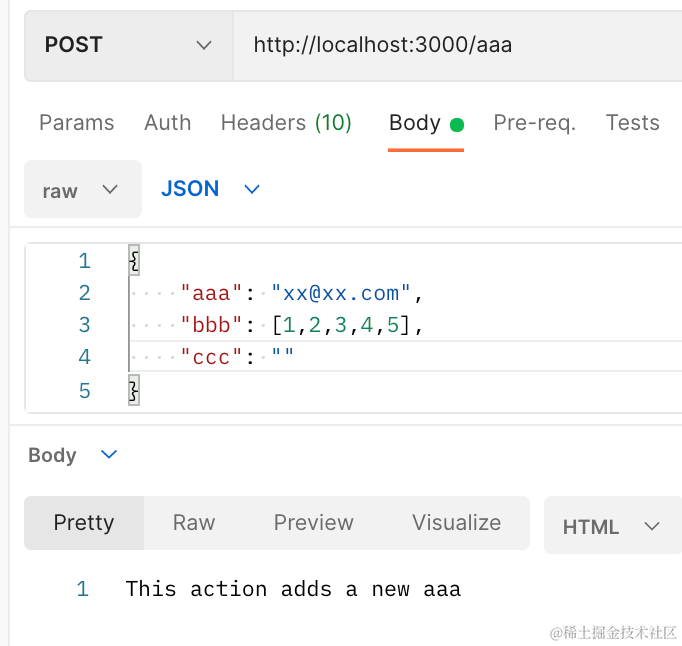 POST http://localhost:3000/aaa
Params Auth Headers (10) Body Pre-req. Tests
raw JSON
1 {
2 "aaa": "xx@xx.com",
3 "bbb": [1,2,3,4,5],
4 "ccc": ""
5 }
Body
Pretty Raw Preview Visualize HTML
1 This action adds a new aaa
@稀土掘金技术社区